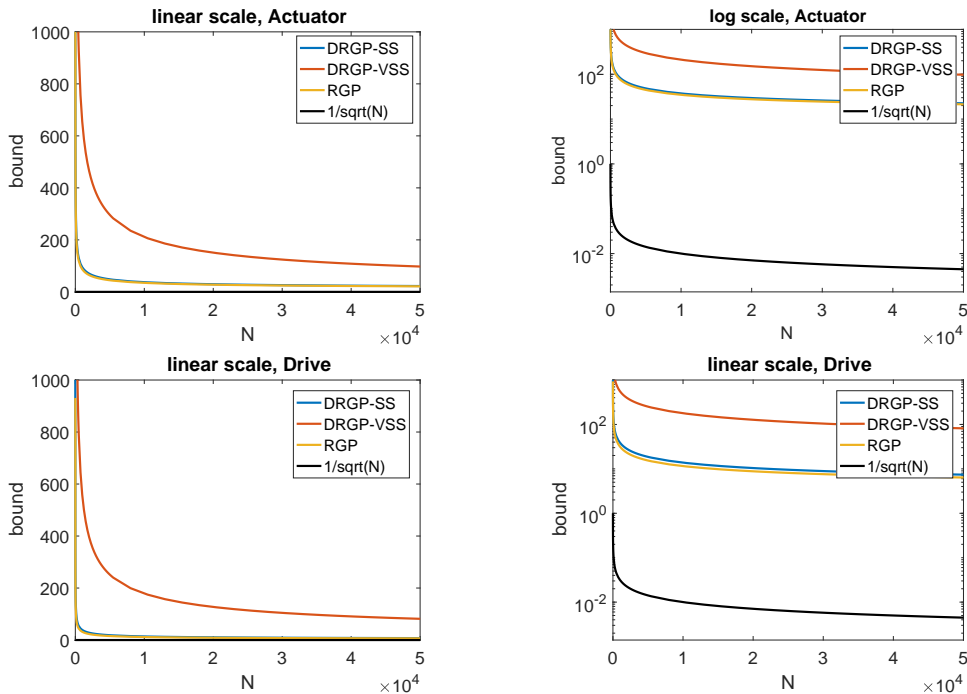 linear scale, Actuator
1000
800
600
400
200
0
bound
0 1 2 3 4 5
N
×10^4
DRGP-SS
DRGP-VSS
RGP
1/sqrt(N)
log scale, Actuator
10^2
10^0
10^-2
bound
0 1 2 3 4 5
N
×10^4
DRGP-SS
DRGP-VSS
RGP
1/sqrt(N)
linear scale, Drive
1000
800
600
400
200
0
bound
0 1 2 3 4 5
N
×10^4
DRGP-SS
DRGP-VSS
RGP
1/sqrt(N)
linear scale, Drive
10^2
10^0
10^-2
bound
0 1 2 3 4 5
N
×10^4
DRGP-SS
DRGP-VSS
RGP
1/sqrt(N)